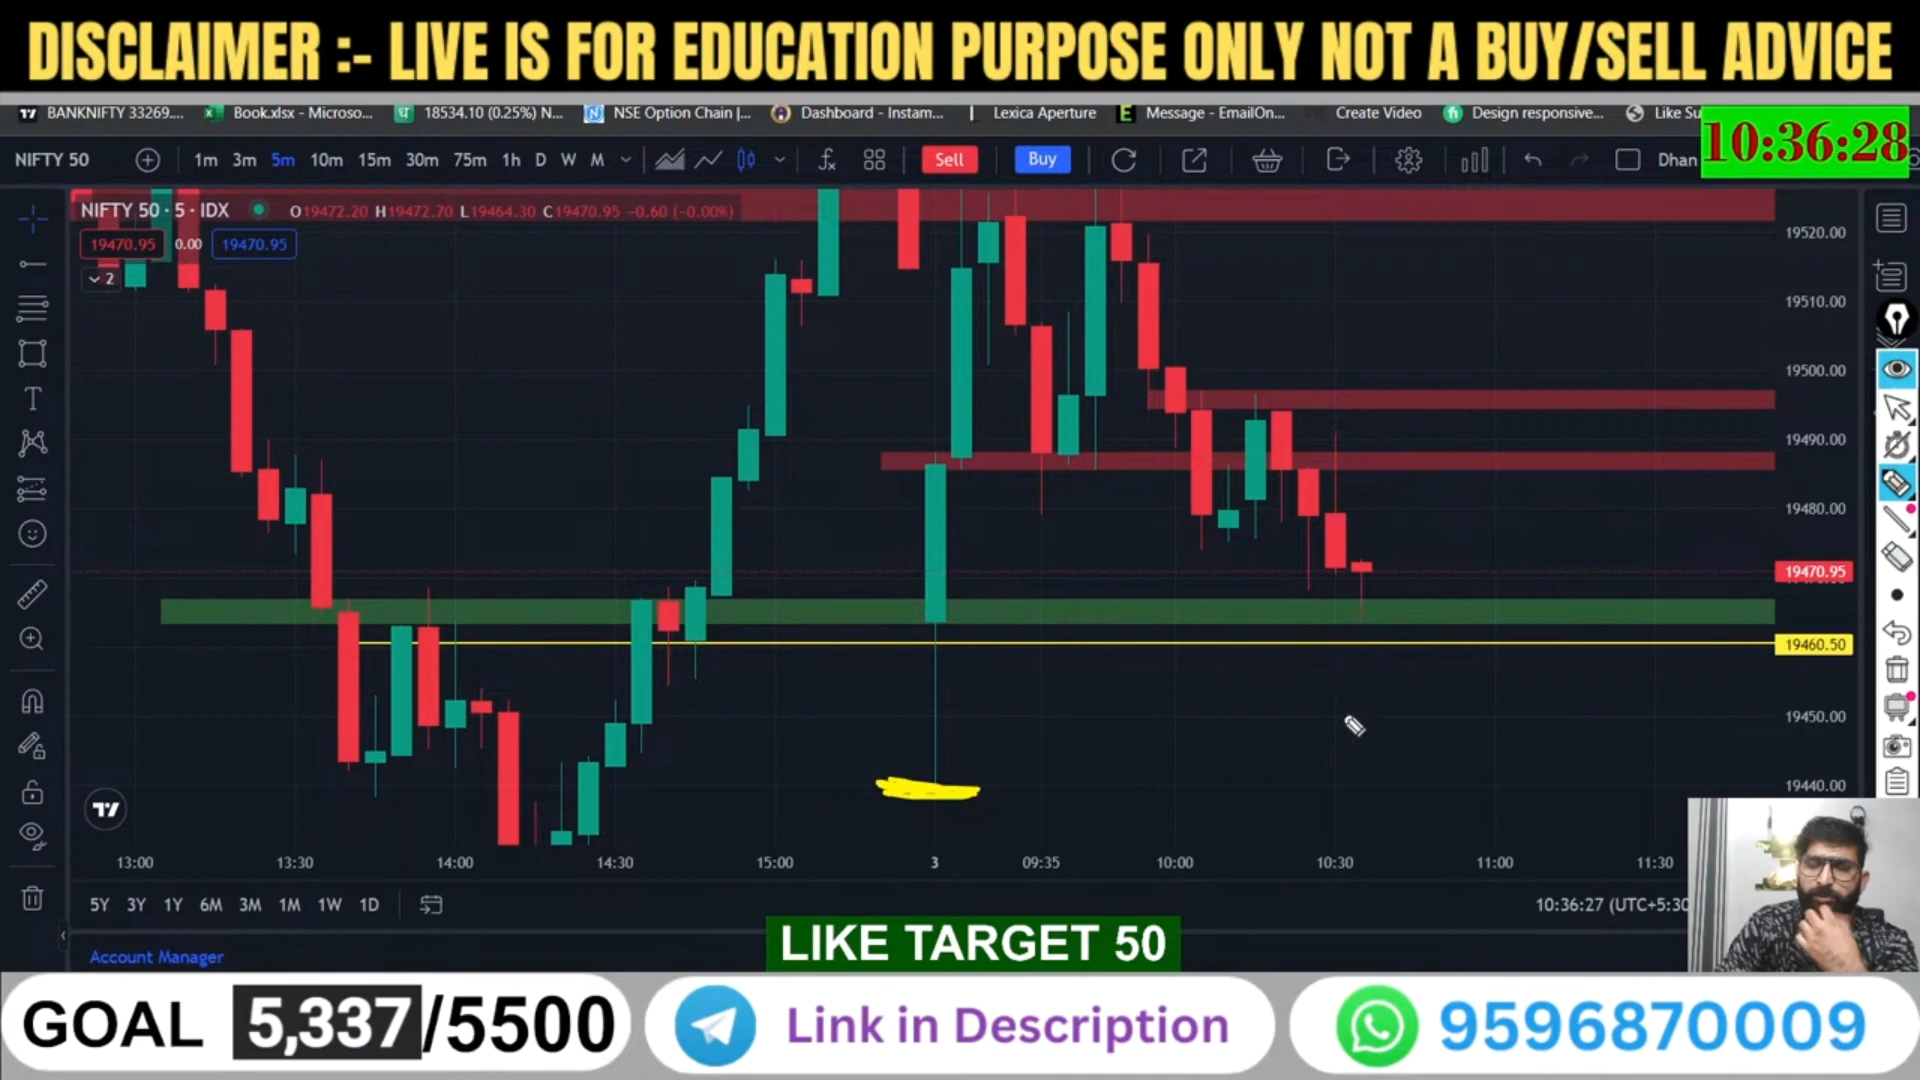 DISCLAIMER :- LIVE IS FOR EDUCATION PURPOSE ONLY NOT A BUY/SELL ADVICE
BANKNIFTY 33269.... Book.xlsx - Microso... 18534.10 (0.25%) N... NSE Option Chain |... Dashboard - Instam... Lexica Aperture Message - EmailOn... Create Video Design responsive... Like Su
10:36:28
NIFTY 50 1m 3m 5m 10m 15m 30m 75m 1h D W M Sell Buy Dhan
NIFTY 50 · 5 · IDX O19472.20 H19472.70 L19464.30 C19470.95 -0.60 (-0.00%)
19470.95 0.00 19470.95
2
19520.00
19510.00
19500.00
19490.00
19480.00
19470.95
19460.50
19450.00
19440.00
13:00 13:30 14:00 14:30 15:00 3 09:35 10:00 10:30 11:00 11:30
5Y 3Y 1Y 6M 3M 1M 1W 1D 10:36:27 (UTC+5:30
LIKE TARGET 50
Account Manager
GOAL 5,337/5500 Link in Description 9596870009